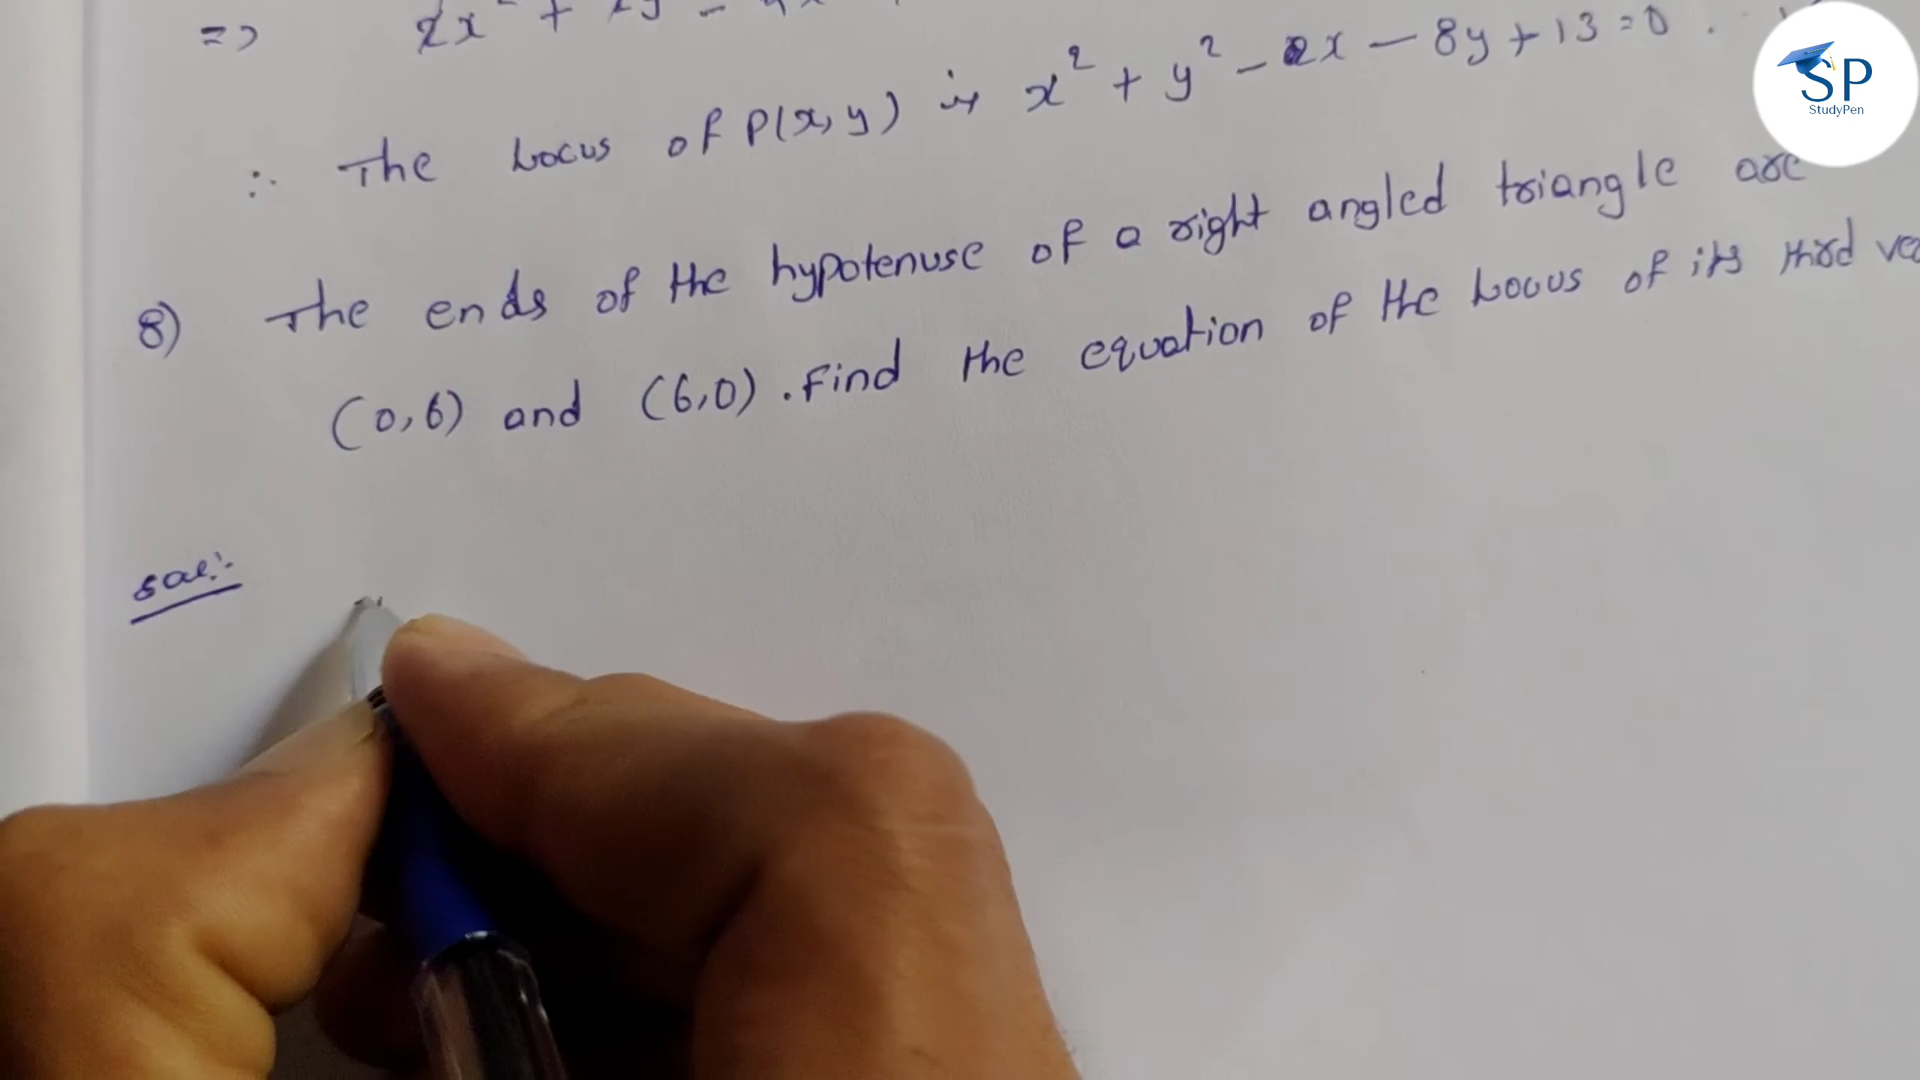 => 2x² +
∴ The Locus of P(x, y) is x² + y² - 2x - 8y + 13 = 0 .
8) The ends of the hypotenuse of a right angled triangle are
(0,6) and (6,0) . Find the equation of the Locus of its third
Sol:-
SP
StudyPen